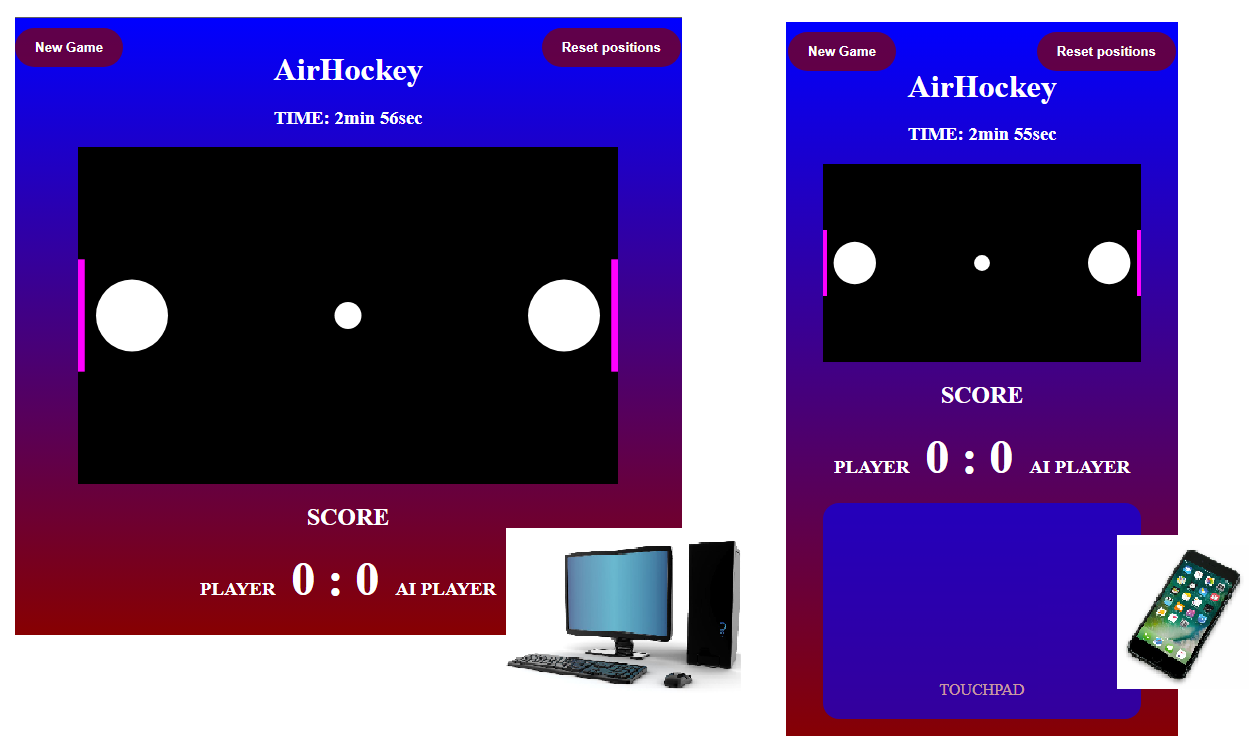 New Game
Reset positions
AirHockey
TIME: 2min 56sec
SCORE
PLAYER 0 : 0 AI PLAYER
New Game
Reset positions
AirHockey
TIME: 2min 55sec
SCORE
PLAYER 0 : 0 AI PLAYER
TOUCHPAD